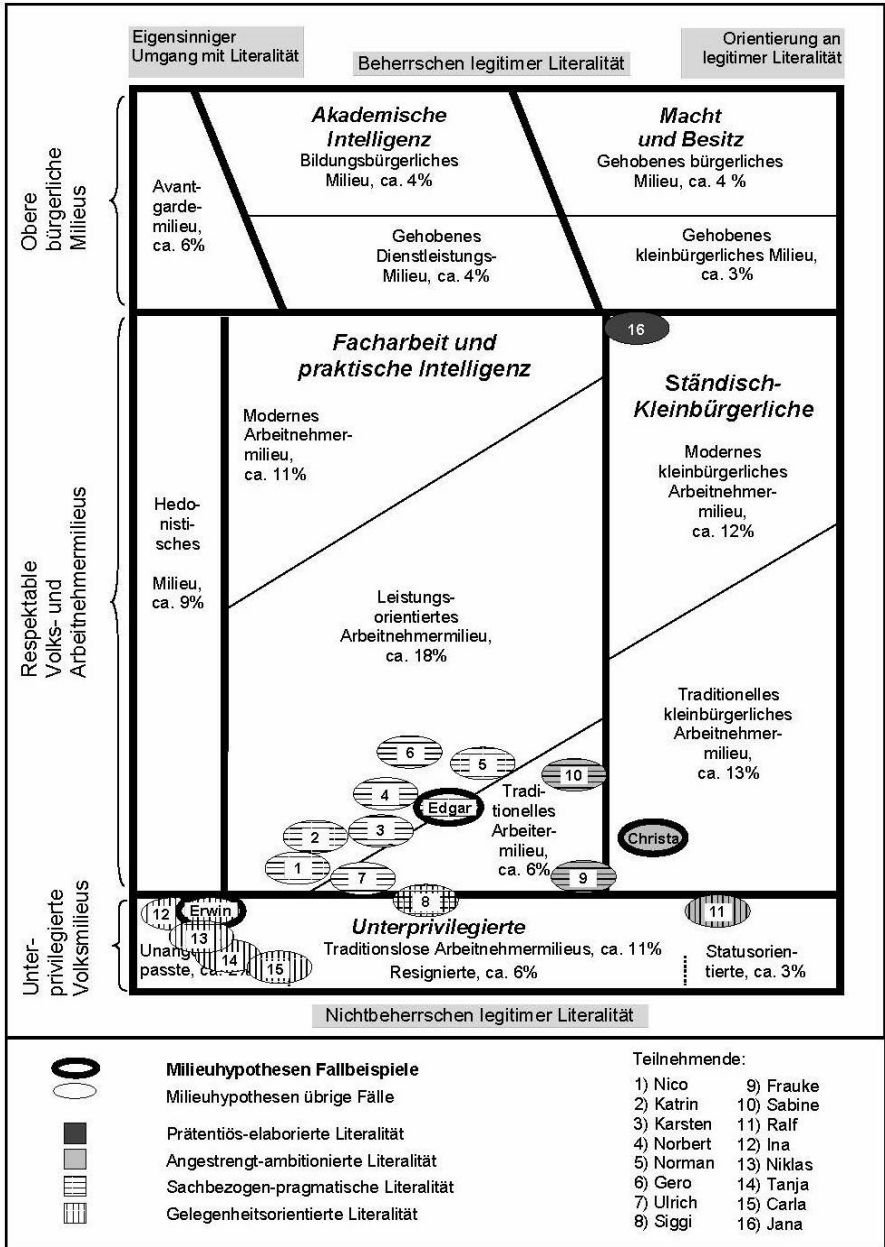 Eigensinniger
Umgang mit Literalität
Beherrschen legitimer Literalität
Orientierung an
legitimer Literalität
Obere
bürgerliche
Milieus
Avant-
garde-
milieu,
ca. 6%
Akademische
Intelligenz
Bildungsbürgerliches
Milieu, ca. 4%
Macht
und Besitz
Gehobenes bürgerliches
Milieu, ca. 4 %
Gehobenes
Dienstleistungs-
Milieu, ca. 4%
Gehobenes
kleinbürgerliches Milieu,
ca. 3%
Respektable
Volks- und
Arbeitnehmermilieus
Hedo-
nisti-
sches
Milieu,
ca. 9%
Facharbeit und
praktische Intelligenz
Modernes
Arbeitnehmer-
milieu,
ca. 11%
Leistungs-
orientiertes
Arbeitnehmermilieu,
ca. 18%
16
Ständisch-
Kleinbürgerliche
Modernes
kleinbürgerliches
Arbeitnehmer-
milieu,
ca. 12%
Traditionelles
kleinbürgerliches
Arbeitnehmer-
milieu,
ca. 13%
6
5
10
4
Edgar
Tradi-
tionelles
Arbeiter-
milieu,
ca. 6%
2
3
Christa
1
7
9
8
Unter-
privilegierte
Volksmilieus
12
Erwin
11
13
14
15
passte,
Unterprivilegierte
Traditionslose Arbeitnehmermilieus, ca. 11%
Resignierte, ca. 6%
Statusorien-
tierte, ca. 3%
Nichtbeherrschen legitimer Literalität
Milieuhypothesen Fallbeispiele
Milieuhypothesen übrige Fälle
Prätentiös-elaborierte Literalität
Angestrengt-ambitionierte Literalität
Sachbezogen-pragmatische Literalität
Gelegenheitsorientierte Literalität
Teilnehmende:
1) Nico
2) Katrin
3) Karsten
4) Norbert
5) Norman
6) Gero
7) Ulrich
8) Siggi
9) Frauke
10) Sabine
11) Ralf
12) Ina
13) Niklas
14) Tanja
15) Carla
16) Jana